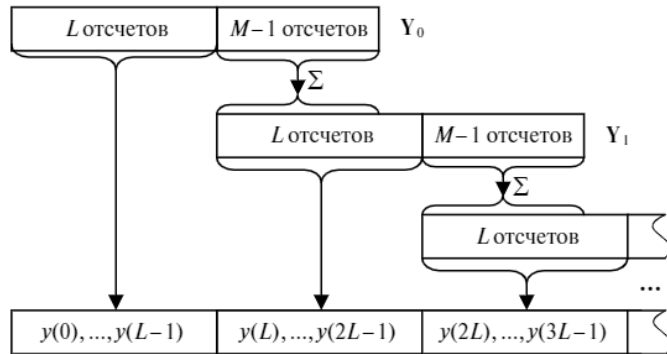 L отсчетов M−1 отсчетов Y₀
Σ
L отсчетов M−1 отсчетов Y₁
Σ
L отсчетов
...
y(0), ..., y(L−1) y(L), ..., y(2L−1) y(2L), ..., y(3L−1)